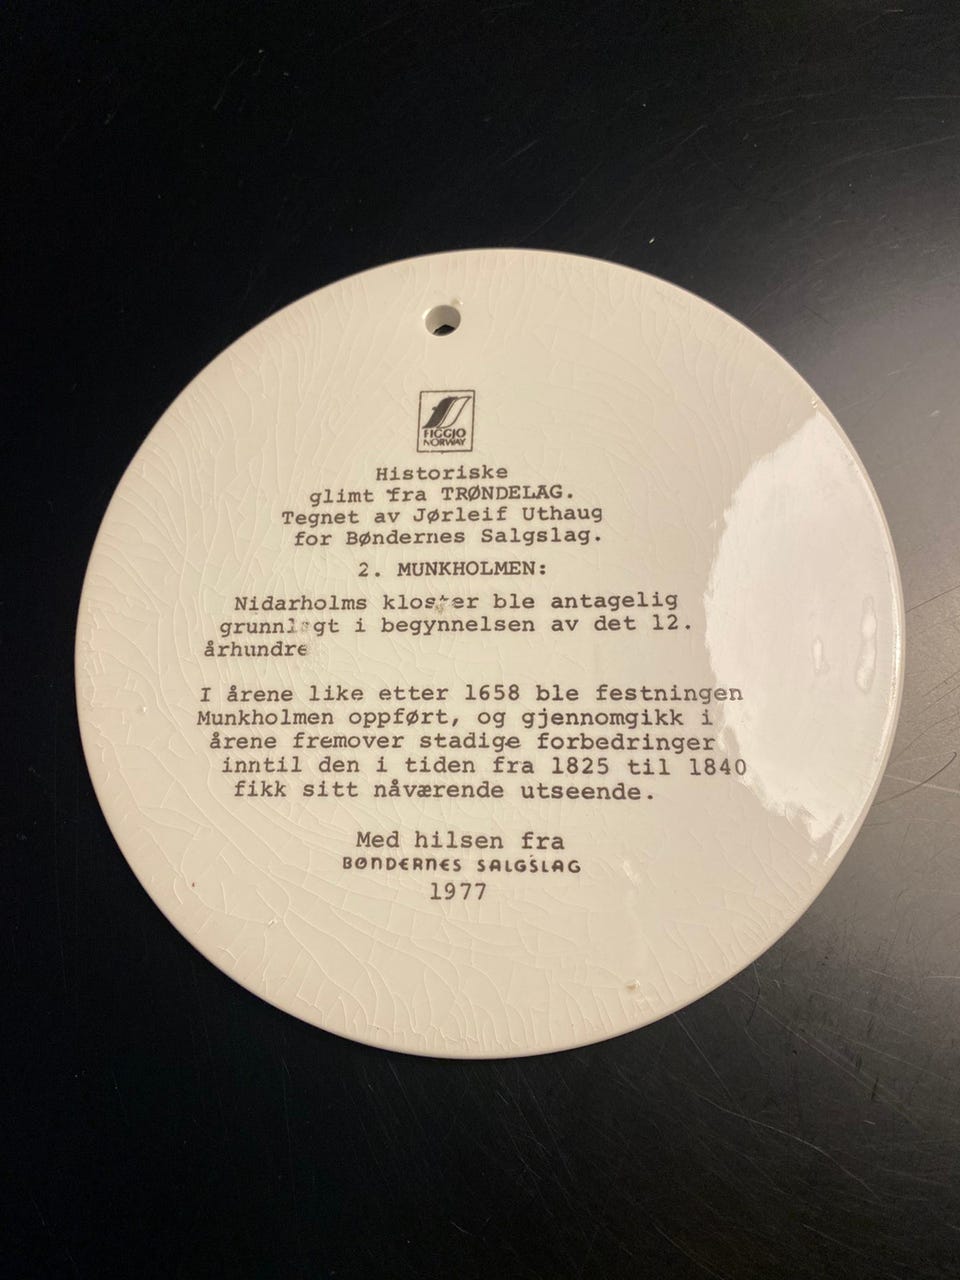 FIGGJO
NORWAY
Historiske
glimt fra TRØNDELAG.
Tegnet av Jørleif Uthaug
for Bøndernes Salgslag.
2. MUNKHOLMEN:
Nidarholms kloster ble antagelig
grunnlagt i begynnelsen av det 12.
århundre
I årene like etter 1658 ble festningen
Munkholmen oppført, og gjennomgikk i
årene fremover stadige forbedringer
inntil den i tiden fra 1825 til 1840
fikk sitt nåværende utseende.
Med hilsen fra
BØNDERNES SALGSLAG
1977